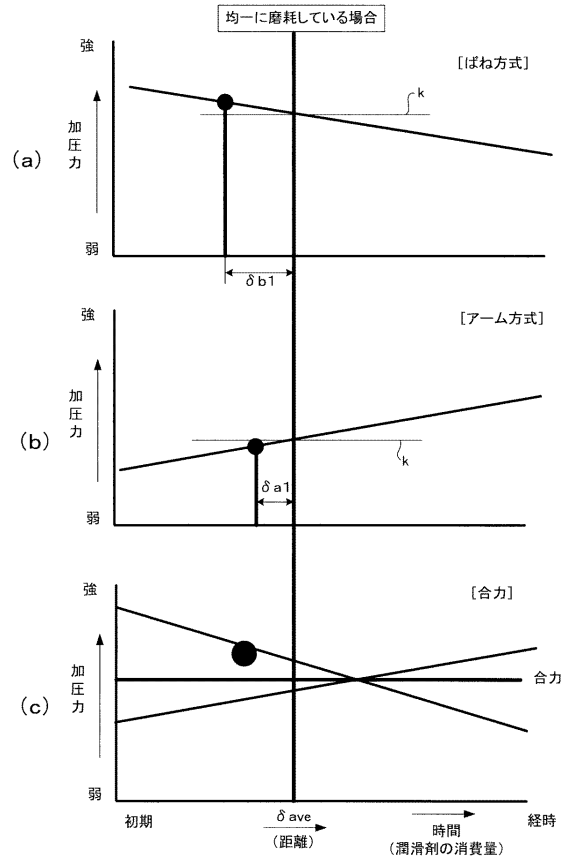 均一に磨耗している場合
強
[ばね方式]
k
加圧力
(a)
弱
δb1
強
[アーム方式]
加圧力
(b)
k
δa1
弱
強
[合力]
加圧力
合力
(c)
弱
初期
δave
(距離)
時間
(潤滑剤の消費量)
経時